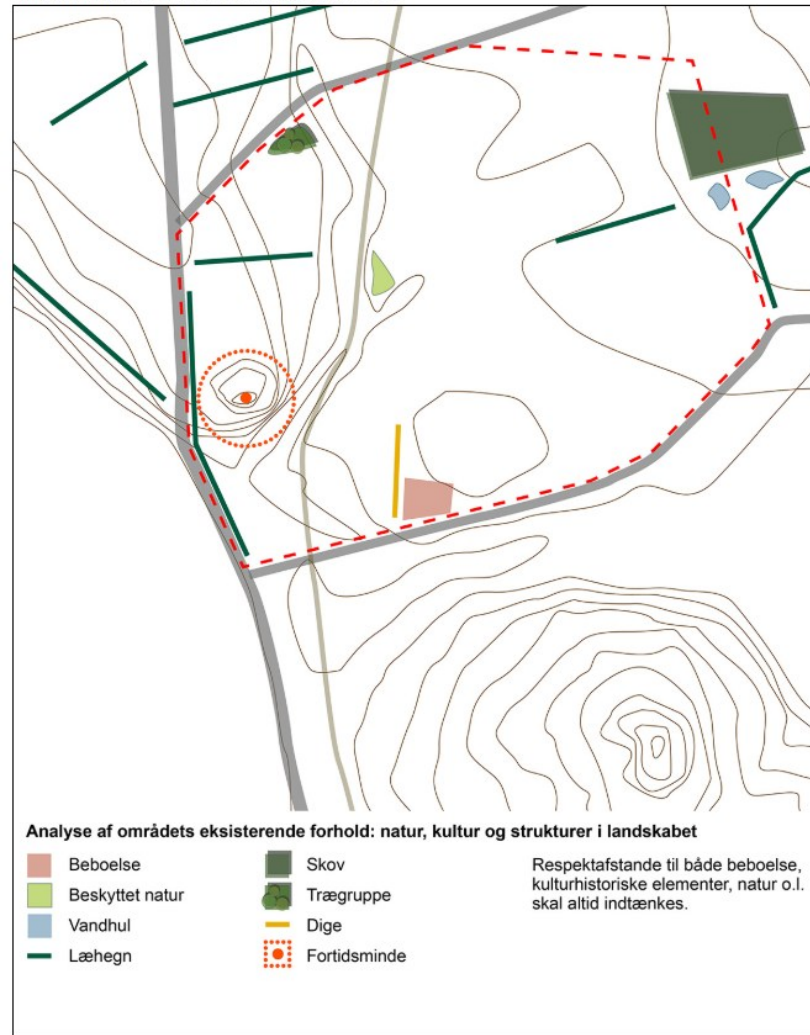 Analyse af områdets eksisterende forhold: natur, kultur og strukturer i landskabet
Beboelse
Beskyttet natur
Vandhul
Læhegn
Skov
Trægruppe
Dige
Fortidsminde
Respektafstande til både beboelse,
kulturhistoriske elementer, natur o.l.
skal altid indtænkes.